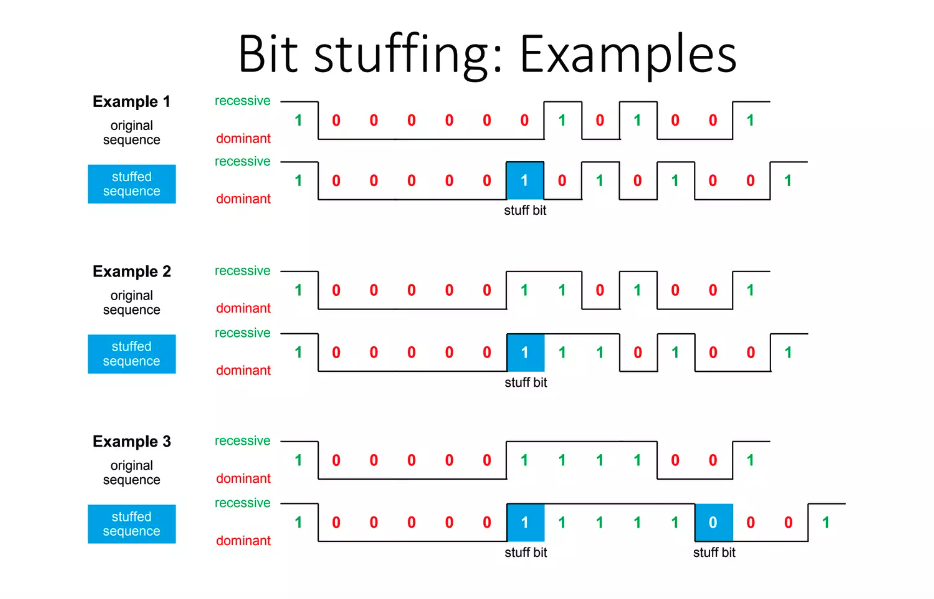 Bit stuffing: Examples
Example 1
original
sequence
recessive
dominant
1 0 0 0 0 0 0 1 0 1 0 0 1
stuffed
sequence
recessive
dominant
1 0 0 0 0 0 1 0 1 0 1 0 0 1
stuff bit
Example 2
original
sequence
recessive
dominant
1 0 0 0 0 0 1 1 0 1 0 0 1
stuffed
sequence
recessive
dominant
1 0 0 0 0 0 1 1 1 0 1 0 0 1
stuff bit
Example 3
original
sequence
recessive
dominant
1 0 0 0 0 0 1 1 1 1 0 0 1
stuffed
sequence
recessive
dominant
1 0 0 0 0 0 1 1 1 1 1 0 0 0 1
stuff bit stuff bit